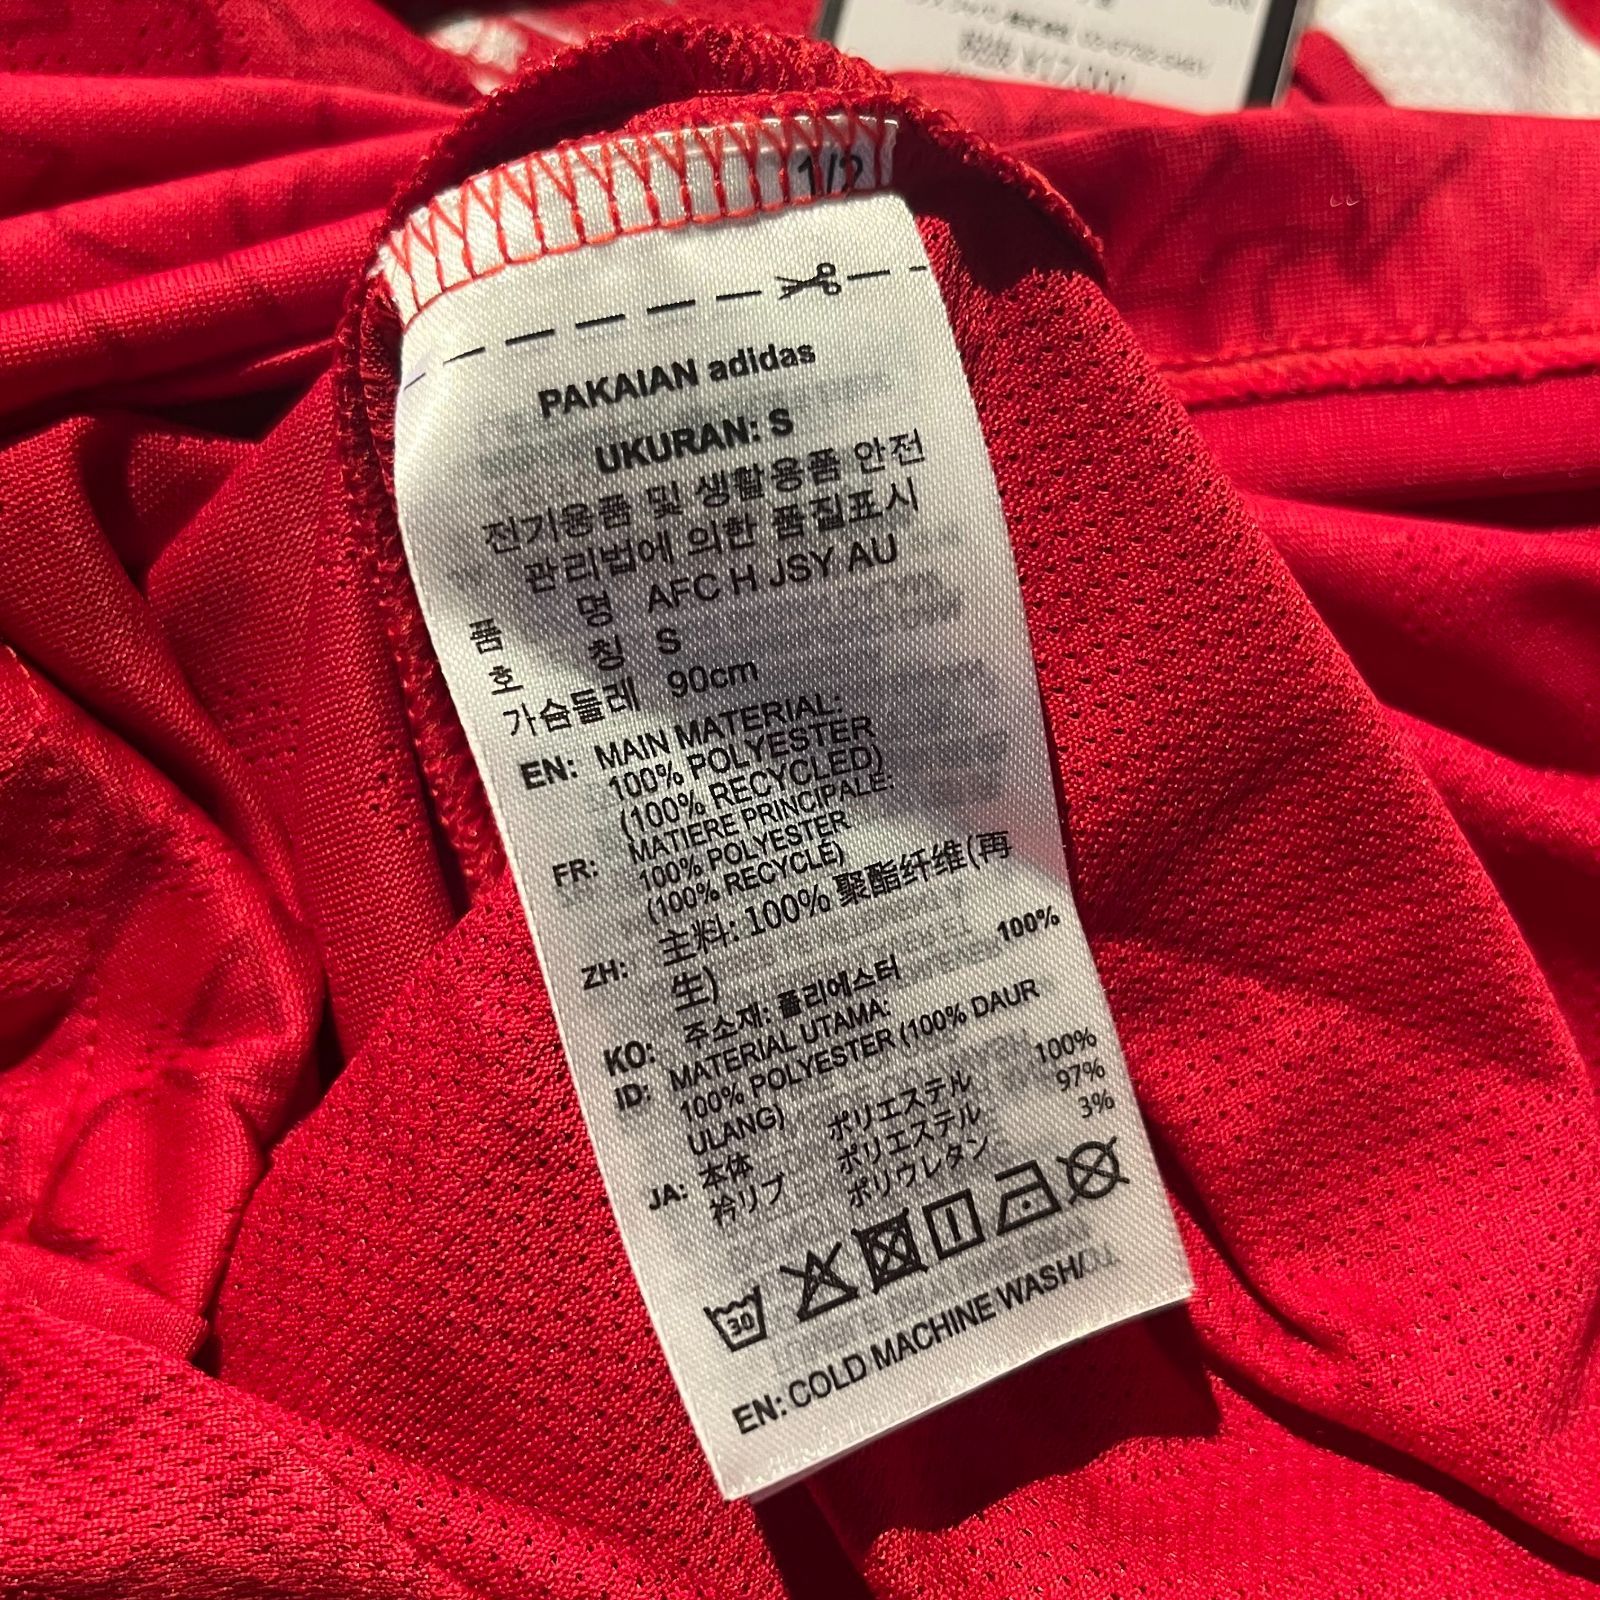 1/2
PAKAIAN adidas
UKURAN: S
전기용품 및 생활용품 안전
관리법에 의한 품질표시
품 명 AFC H JSY AU
호 칭 S
가슴둘레 90cm
EN: MAIN MATERIAL:
100% POLYESTER
(100% RECYCLED)
FR: MATIERE PRINCIPALE:
100% POLYESTER
(100% RECYCLÉ)
ZH: 主料: 100% 聚酯纤维(再
生)
KO: 주소재: 폴리에스터 100%
ID: MATERIAL UTAMA:
100% POLYESTER (100% DAUR
ULANG)
JA: 本体 ポリエステル 100%
衿リブ ポリエステル 97%
ポリウレタン 3%
30
EN: COLD MACHINE WASH/